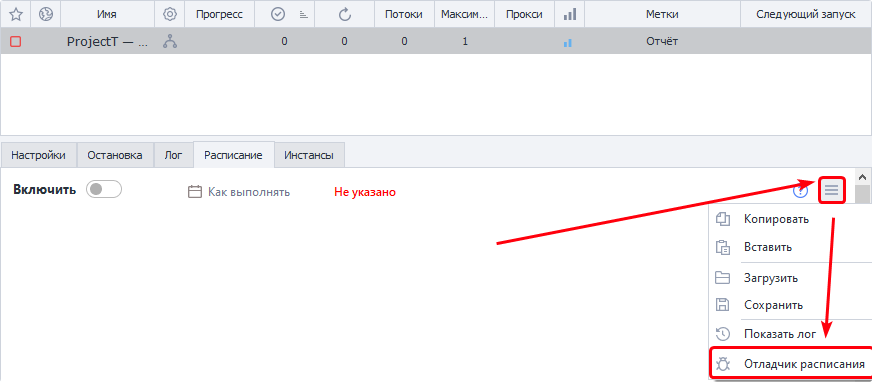 Имя Прогресс Потоки Максим... Прокси Метки Следующий запуск
ProjectT — ... 0 0 0 1 Отчёт
Настройки Остановка Лог Расписание Инстансы
Включить Как выполнять Не указано ?
Копировать
Вставить
Загрузить
Сохранить
Показать лог
Отладчик расписания